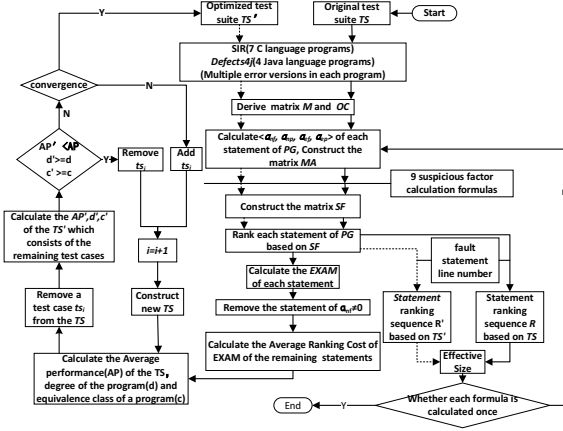 Optimized test
suite TS'
Original test
suite TS
Start
Y
SIR(7 C language programs)
Defects4j(4 Java language programs)
(Multiple error versions in each program)
convergence
N
Derive matrix M and OC
N
AP' <AP
d'>=d
c' >=c
Y
Remove
tsi
Add
tsi
Calculate<anf, anp, aef, aep> of each
statement of PG, Construct the
matrix MA
9 suspicious factor
calculation formulas
Construct the matrix SF
Calculate the AP',d',c'
of the TS' which
consists of the
remaining test cases
i=i+1
Rank each statement of PG
based on SF
fault
statement
line number
Calculate the EXAM
of each statement
Remove a
test case tsi
from the TS
Construct
new TS
Remove the statement of anf≠0
Statement
ranking
sequence R'
based on TS'
Statement
ranking
sequence R
based on TS
Calculate the Average Ranking Cost of
EXAM of the remaining statements
Calculate the Average
performance(AP) of the TS,
degree of the program(d) and
equivalence class of a program(c)
Effective
Size
End
Y
Whether each formula is
calculated once